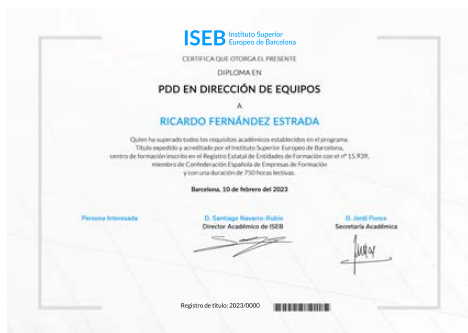 ISEB Instituto Superior
Europeo de Barcelona
CERTIFICA QUE OTORGA EL PRESENTE
DIPLOMA EN
PDD EN DIRECCIÓN DE EQUIPOS
A
RICARDO FERNÁNDEZ ESTRADA
Quien ha superado todos los requisitos académicos establecidos en el programa.
Título expedido y acreditado por el Instituto Superior Europeo de Barcelona,
centro de formación inscrito en el Registro Estatal de Entidades de Formación con el nº 15.939,
miembro de Confederación Española de Empresas de Formación
y con una duración de 750 horas lectivas.
Barcelona, 10 de febrero del 2023
Persona Interesada
D. Santiago Navarro-Rubio
Director Académico de ISEB
D. Jordi Ponce
Secretaría Académica
Registro de título: 2023/0000